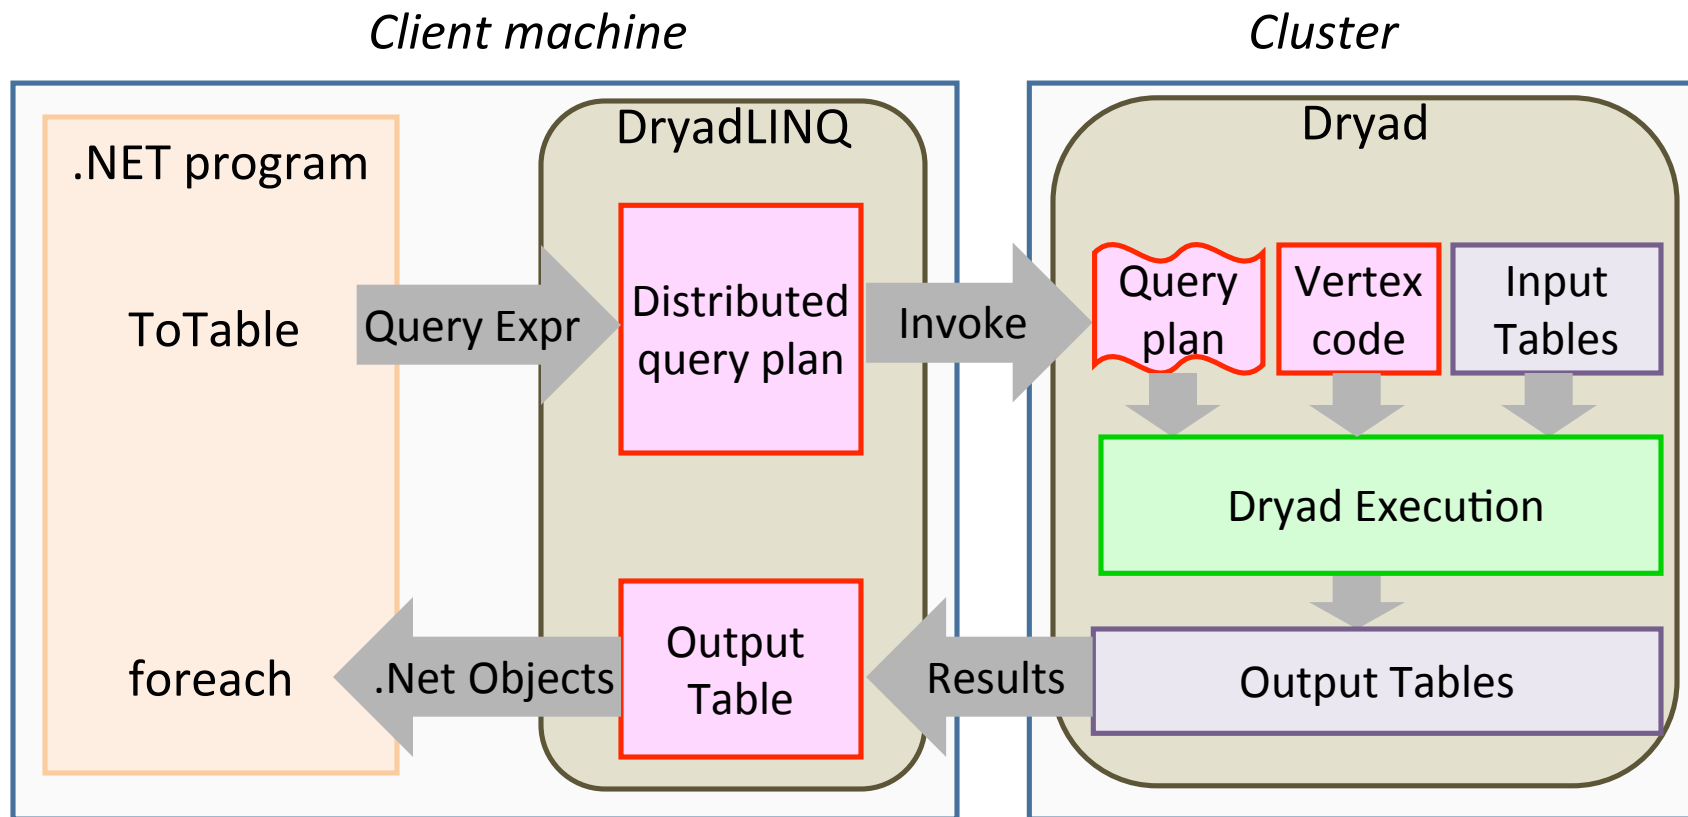 Client machine
Cluster
.NET program
DryadLINQ
Dryad
ToTable
Query Expr
Distributed
query plan
Invoke
Query
plan
Vertex
code
Input
Tables
Dryad Execution
foreach
.Net Objects
Output
Table
Results
Output Tables